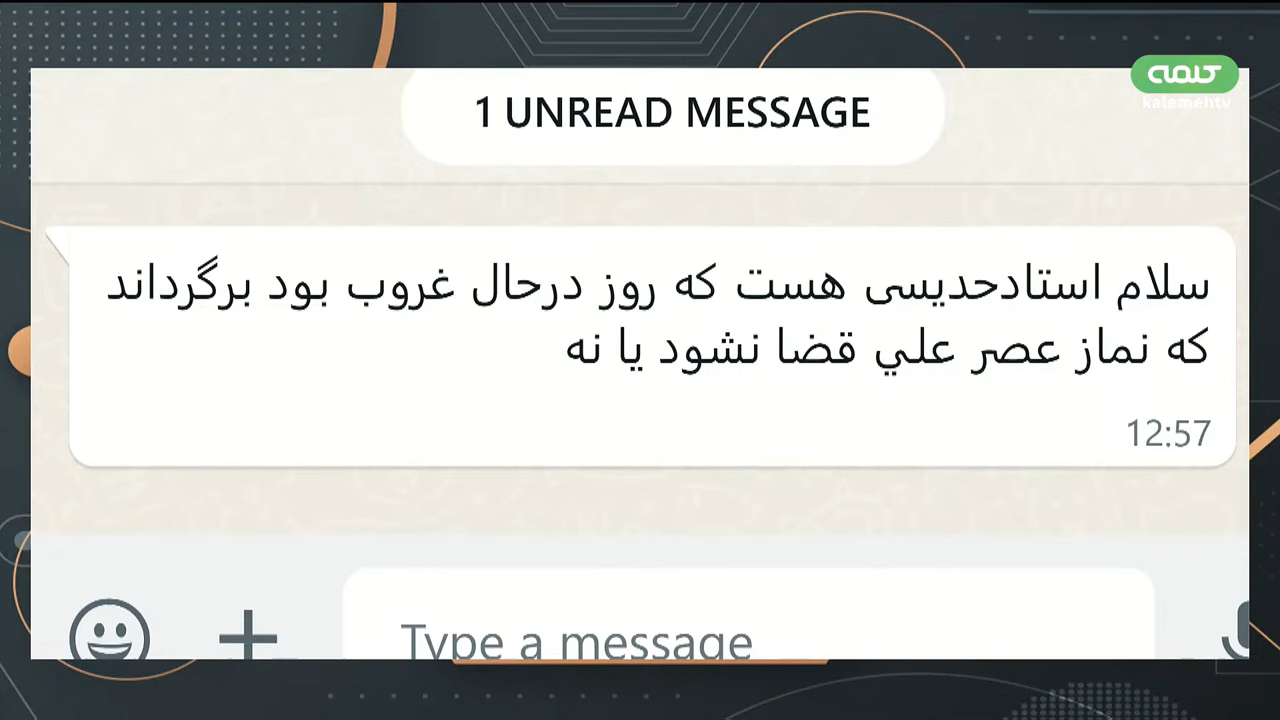 کلمه
kalemehtv
1 UNREAD MESSAGE
سلام استادحدیسی هست که روز درحال غروب بود برگرداند
که نماز عصر علي قضا نشود یا نه
12:57
Type a message